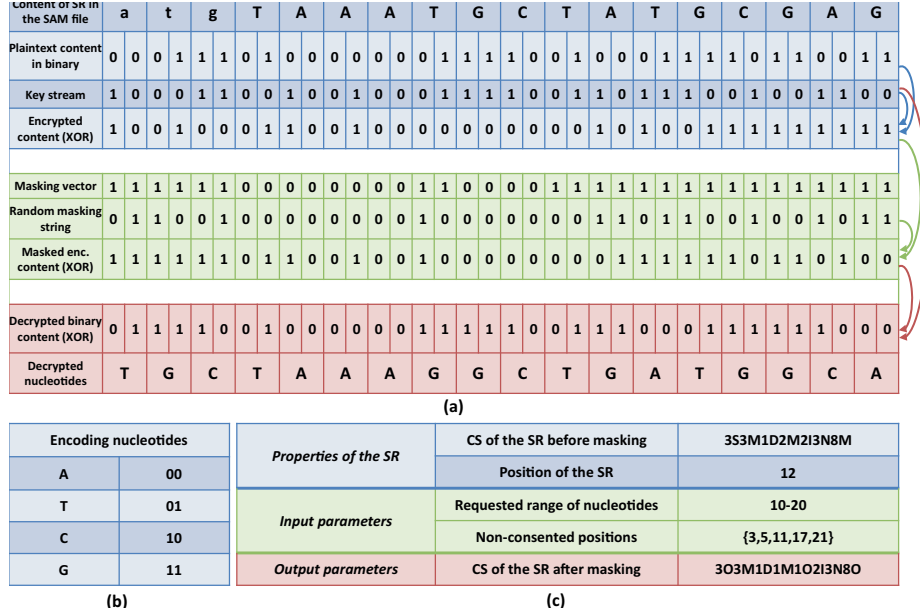 Content of SR in
the SAM file
a t g T A A A T G C T A T G C G A G
Plaintext content
in binary
0 0 0 1 1 1 0 1 0 0 0 0 0 0 0 1 1 1 1 0 0 1 0 0 0 1 1 1 1 0 1 1 0 0 1 1
Key stream 1 0 0 0 1 1 0 0 1 0 0 1 0 0 0 1 1 1 1 0 0 1 1 0 1 1 1 0 0 1 0 0 1 1 0 0
Encrypted
content (XOR)
1 0 0 1 0 0 0 1 1 0 0 1 0 0 0 0 0 0 0 0 0 0 1 0 1 0 0 1 1 1 1 1 1 1 1 1
Masking vector 1 1 1 1 1 1 0 0 0 0 0 0 0 0 1 1 0 0 0 0 1 1 1 1 1 1 1 1 1 1 1 1 1 1 1 1
Random masking
string
0 1 1 0 0 1 0 0 0 0 0 0 0 0 1 0 0 0 0 0 0 0 1 1 0 1 1 0 0 1 0 0 1 0 1 1
Masked enc.
content (XOR)
1 1 1 1 1 1 0 1 1 0 0 1 0 0 1 0 0 0 0 0 0 0 0 1 1 1 1 1 1 0 1 1 0 1 0 0
Decrypted binary
content (XOR)
0 1 1 1 1 0 0 1 0 0 0 0 0 0 1 1 1 1 1 0 0 1 1 1 0 0 0 1 1 1 1 1 1 0 0 0
Decrypted
nucleotides
T G C T A A A G G C T G A T G G C A
(a)
Encoding nucleotides
A 00
T 01
C 10
G 11
(b)
Properties of the SR
CS of the SR before masking 3S3M1D2M2I3N8M
Position of the SR 12
Input parameters
Requested range of nucleotides 10-20
Non-consented positions {3,5,11,17,21}
Output parameters CS of the SR after masking 3O3M1D1M1O2I3N8O
(c)